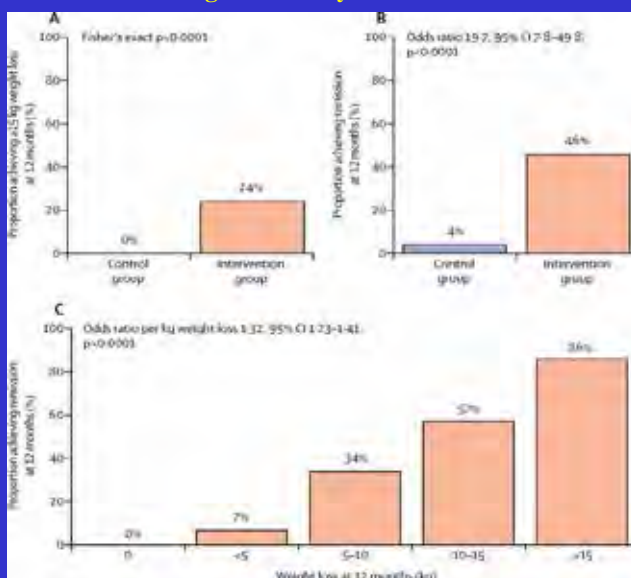 A
Fisher's exact p<0·0001
Proportion achieving ≥15 kg weight loss
at 12 months (%)
100
80
60
40
20
0
0%
24%
Control
group
Intervention
group
B
Odds ratio 19·7, 95% CI 7·8–49·8;
p<0·0001
Proportion achieving remission
at 12 months (%)
100
80
60
40
20
0
4%
46%
Control
group
Intervention
group
C
Odds ratio per kg weight loss 1·32, 95% CI 1·23–1·41;
p<0·0001
Proportion achieving remission
at 12 months (%)
100
80
60
40
20
0
0%
7%
34%
57%
86%
0
<5
5–10
10–15
>15
Weight loss at 12 months (kg)